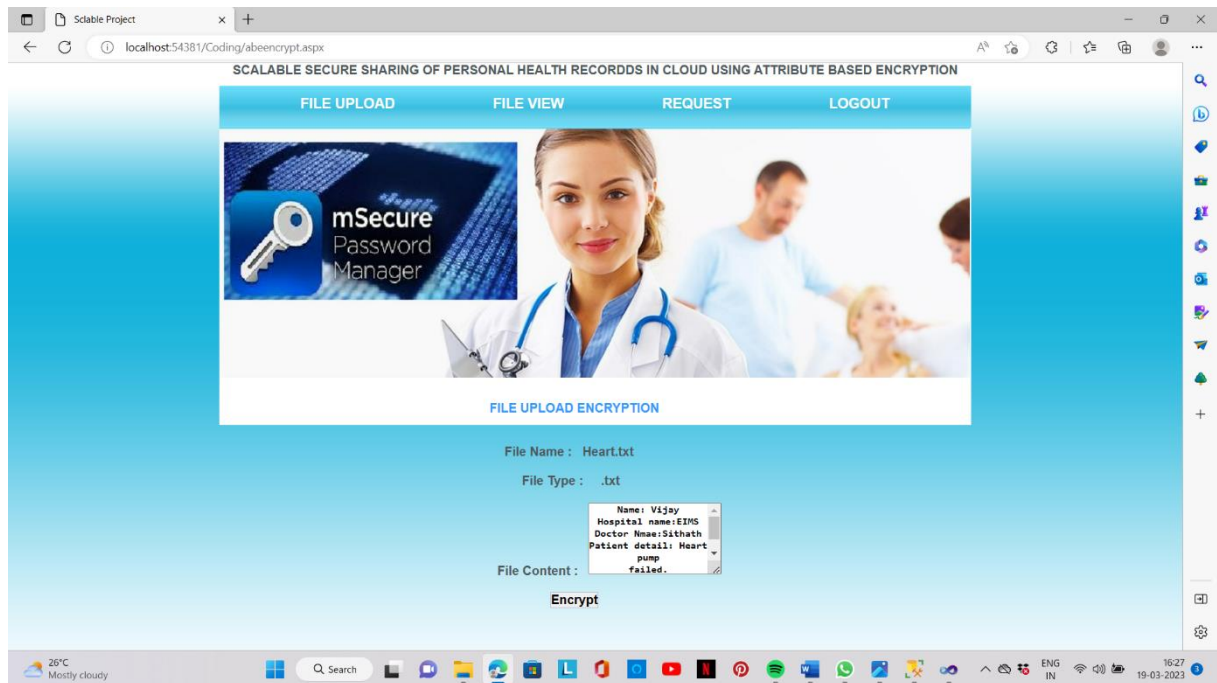 Sclable Project
localhost:54381/Coding/abeencrypt.aspx
SCALABLE SECURE SHARING OF PERSONAL HEALTH RECORDDS IN CLOUD USING ATTRIBUTE BASED ENCRYPTION
FILE UPLOAD FILE VIEW REQUEST LOGOUT
mSecure
Password
Manager
FILE UPLOAD ENCRYPTION
File Name : Heart.txt
File Type : .txt
Name: Vijay
Hospital name:EIMS
Doctor Nmae:Sithath
Patient detail: Heart
pump
File Content : failed.
Encrypt
26°C
Mostly cloudy
Search
ENG
IN
16:27
19-03-2023
3